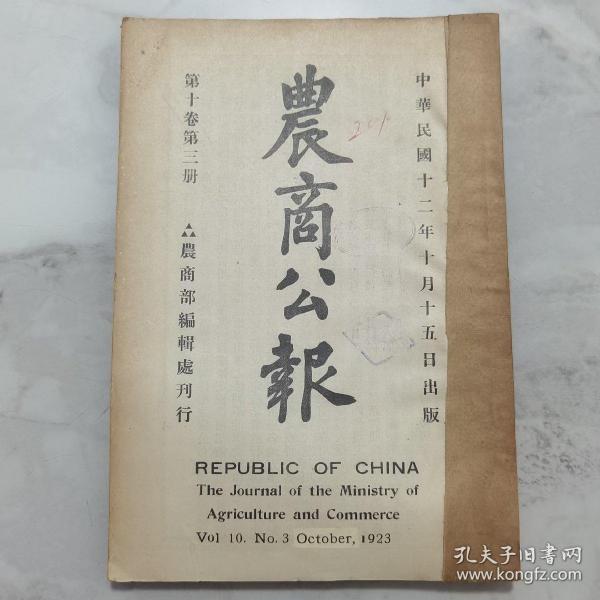 中華民國十二年十月十五日出版
農商公報
第十卷第三册
農商部編輯處刊行
REPUBLIC OF CHINA
The Journal of the Ministry of
Agriculture and Commerce
Vol 10. No. 3 October, 1923
孔夫子旧书网
www.kongfz.com